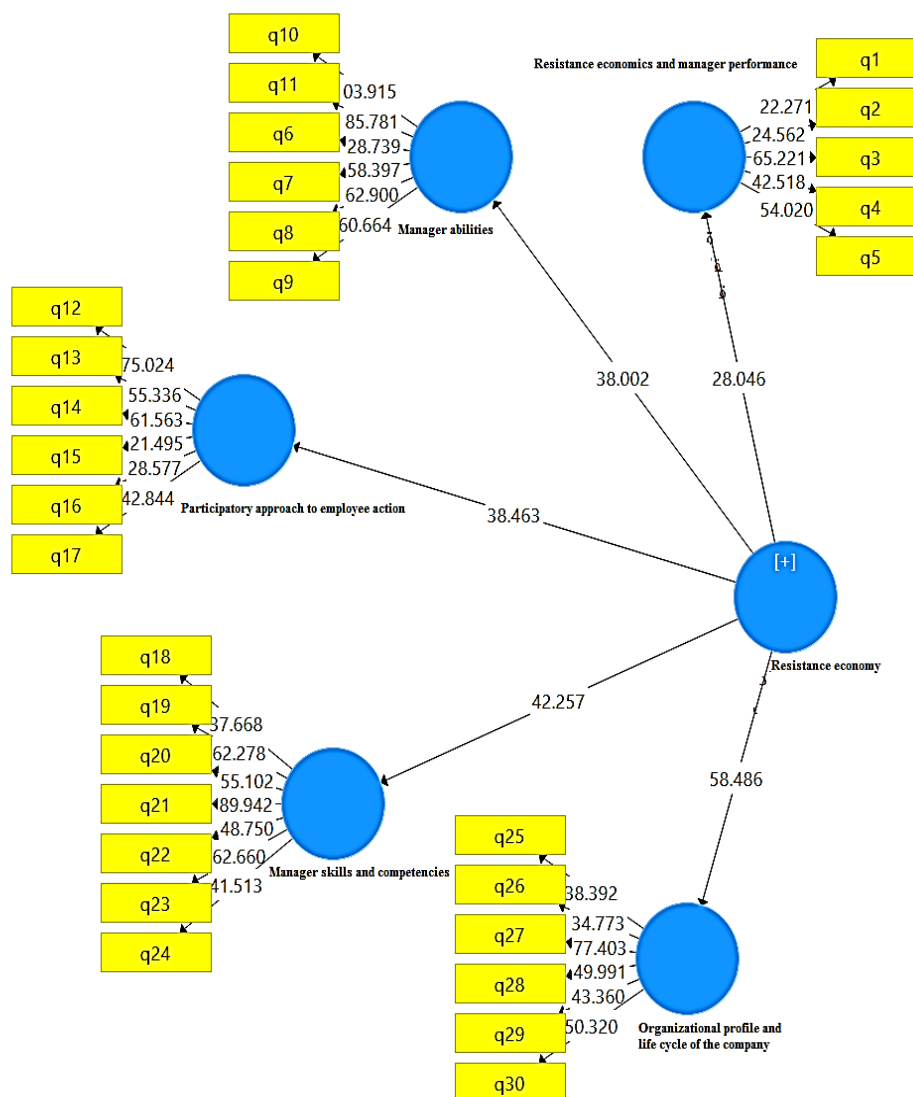 q10
q11
q6
q7
q8
q9
03.915
85.781
28.739
58.397
62.900
60.664
Manager abilities
Resistance economics and manager performance
q1
q2
q3
q4
q5
22.271
24.562
65.221
42.518
54.020
q12
q13
q14
q15
q16
q17
75.024
55.336
61.563
21.495
28.577
42.844
Participatory approach to employee action
38.002
28.046
38.463
[+]
Resistance economy
q18
q19
q20
q21
q22
q23
q24
37.668
62.278
55.102
89.942
48.750
62.660
41.513
Manager skills and competencies
42.257
58.486
q25
q26
q27
q28
q29
q30
38.392
34.773
77.403
49.991
43.360
50.320
Organizational profile and
life cycle of the company